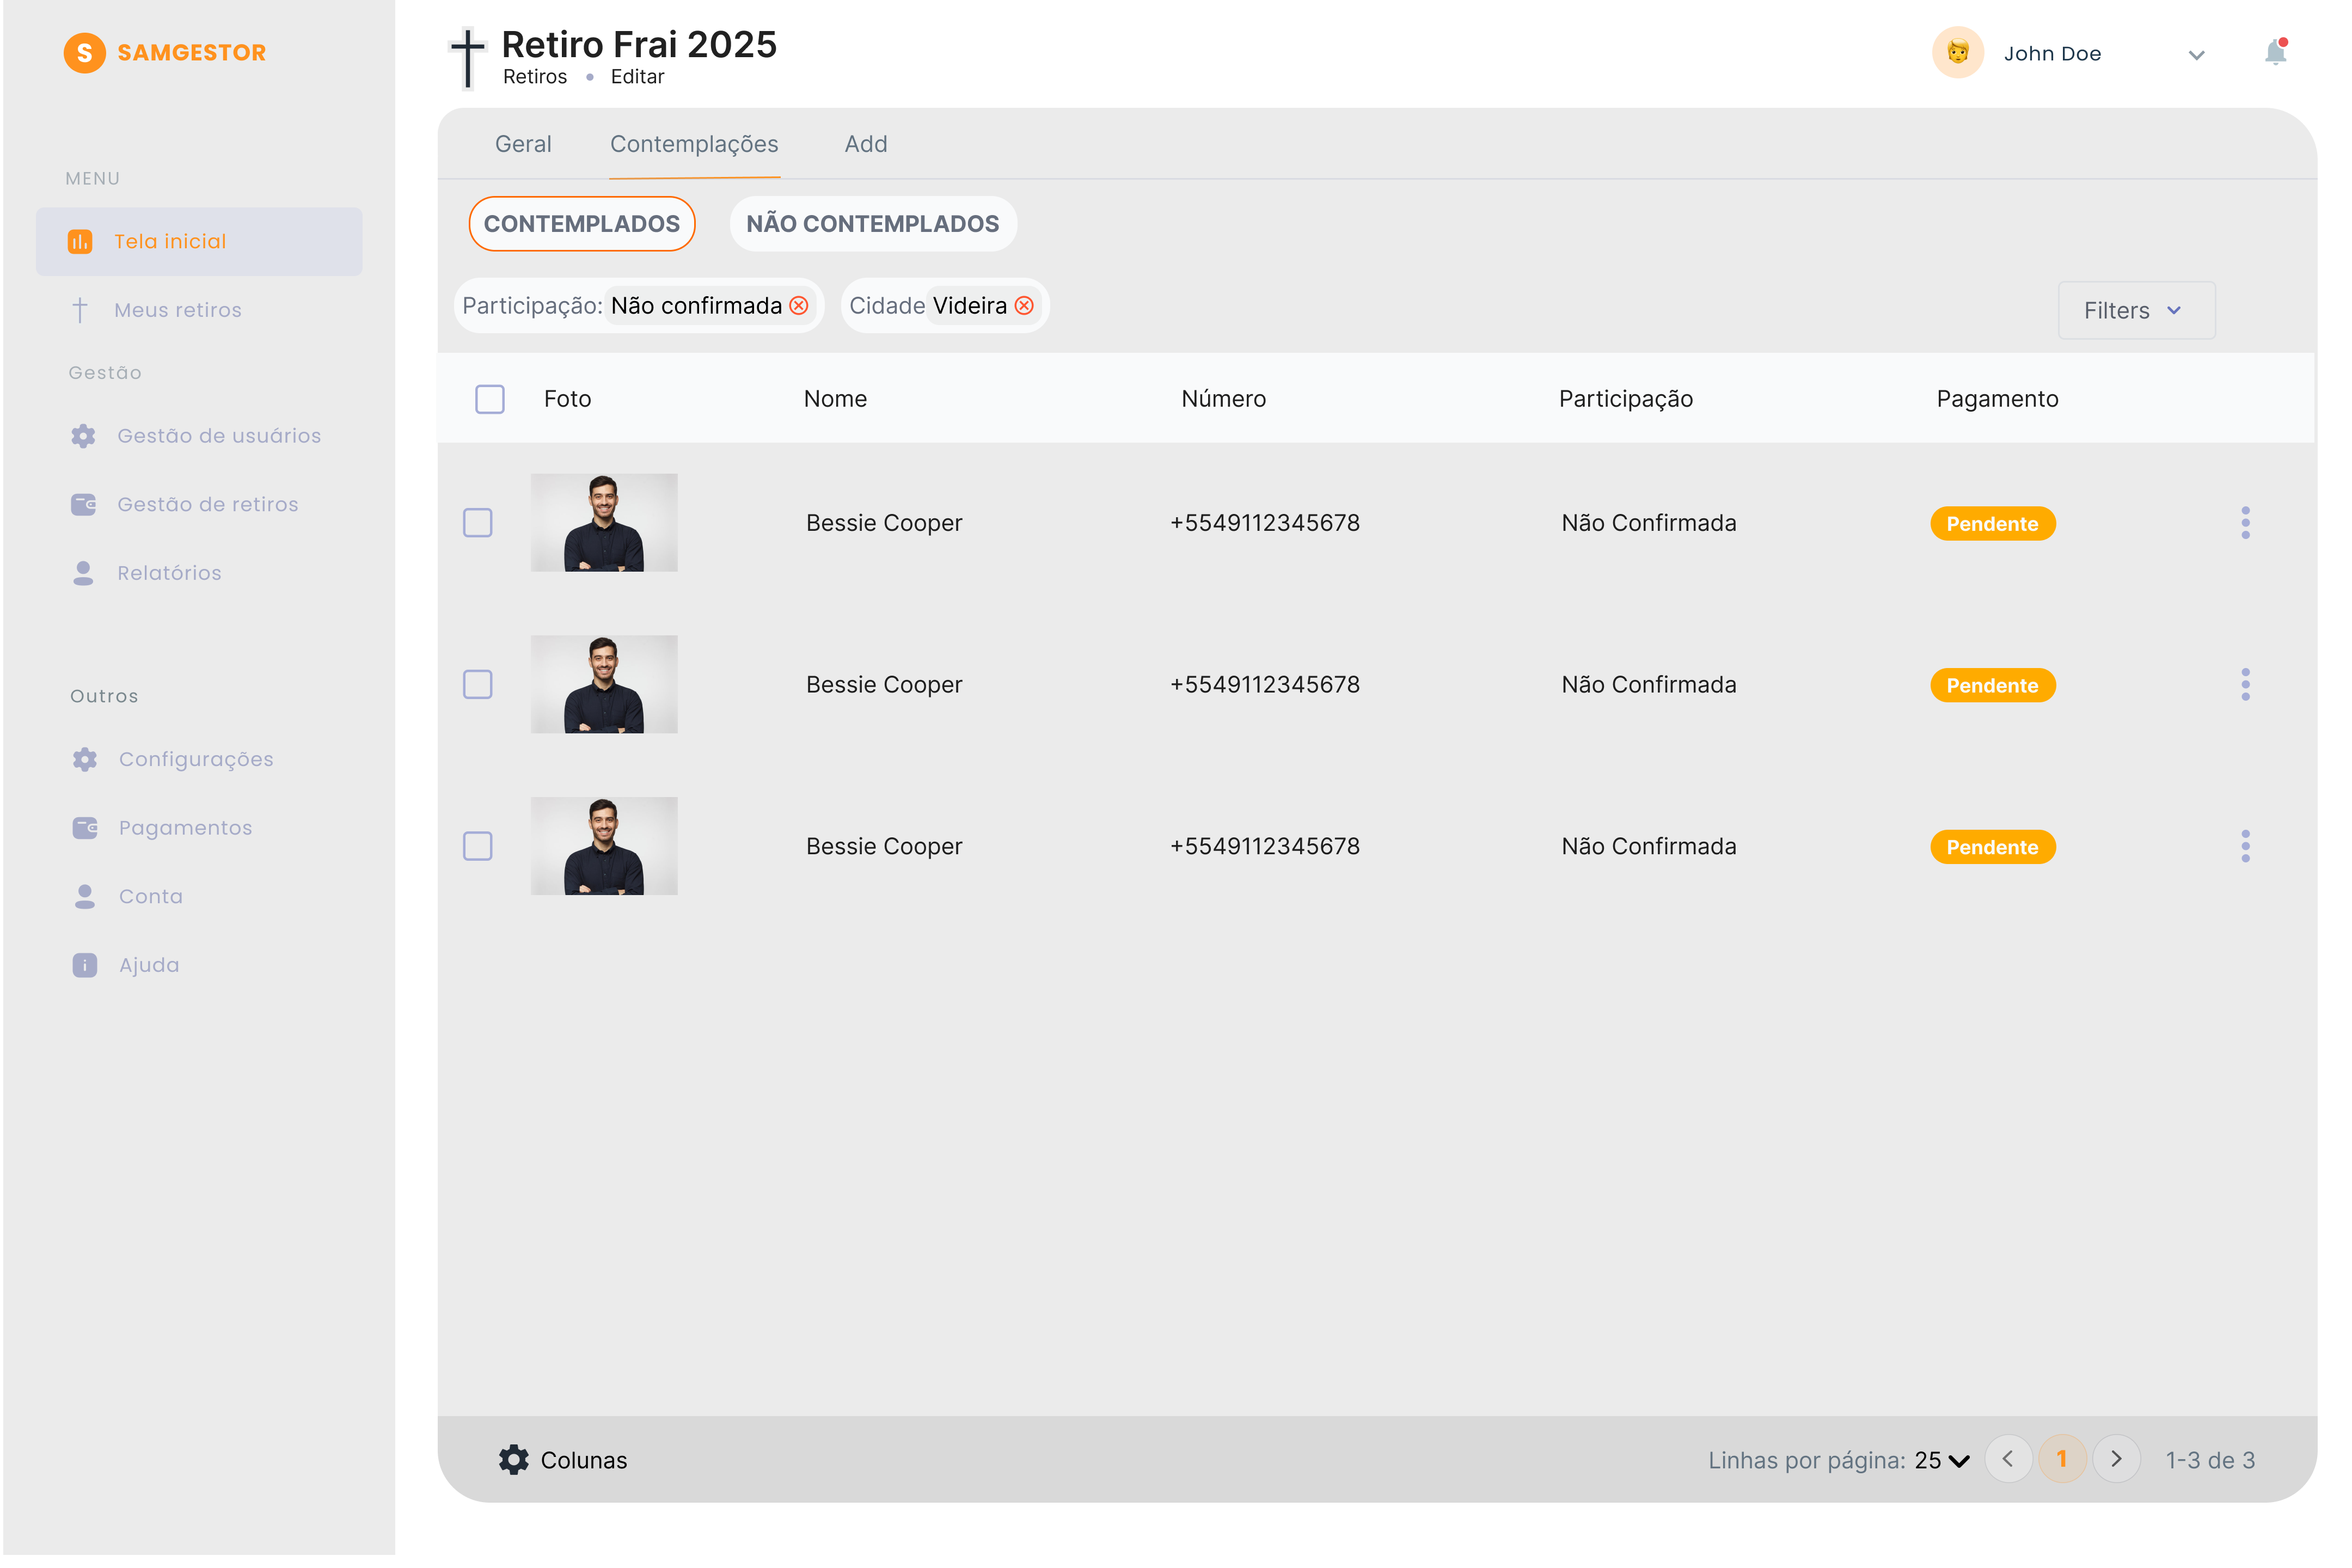 S SAMGESTOR
MENU
Tela inicial
Meus retiros
Gestão
Gestão de usuários
Gestão de retiros
Relatórios
Outros
Configurações
Pagamentos
Conta
Ajuda
Retiro Frai 2025
Retiros • Editar
John Doe
Geral Contemplações Add
CONTEMPLADOS NÃO CONTEMPLADOS
Participação: Não confirmada Cidade Videira
Filters
Foto Nome Número Participação Pagamento
Bessie Cooper +5549112345678 Não Confirmada Pendente
Bessie Cooper +5549112345678 Não Confirmada Pendente
Bessie Cooper +5549112345678 Não Confirmada Pendente
Colunas
Linhas por página: 25 1 1-3 de 3